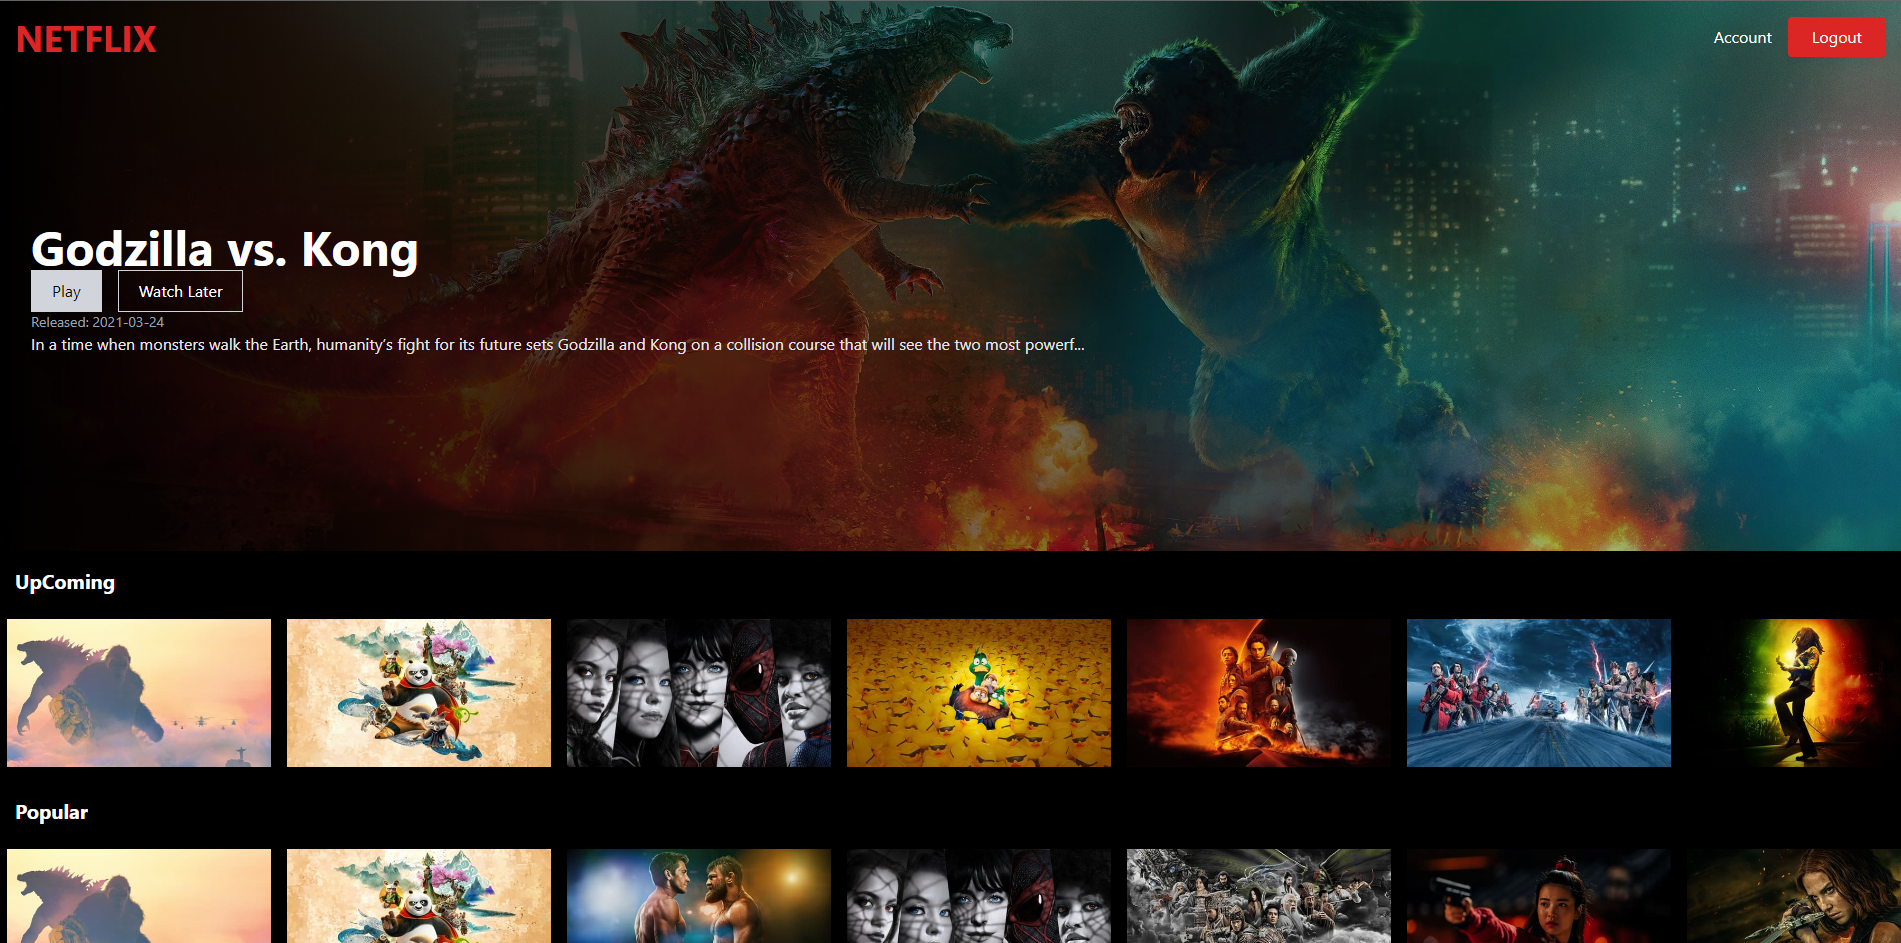 NETFLIX
Account
Logout
Godzilla vs. Kong
Play
Watch Later
Released: 2021-03-24
In a time when monsters walk the Earth, humanity’s fight for its future sets Godzilla and Kong on a collision course that will see the two most powerf...
UpComing
Popular